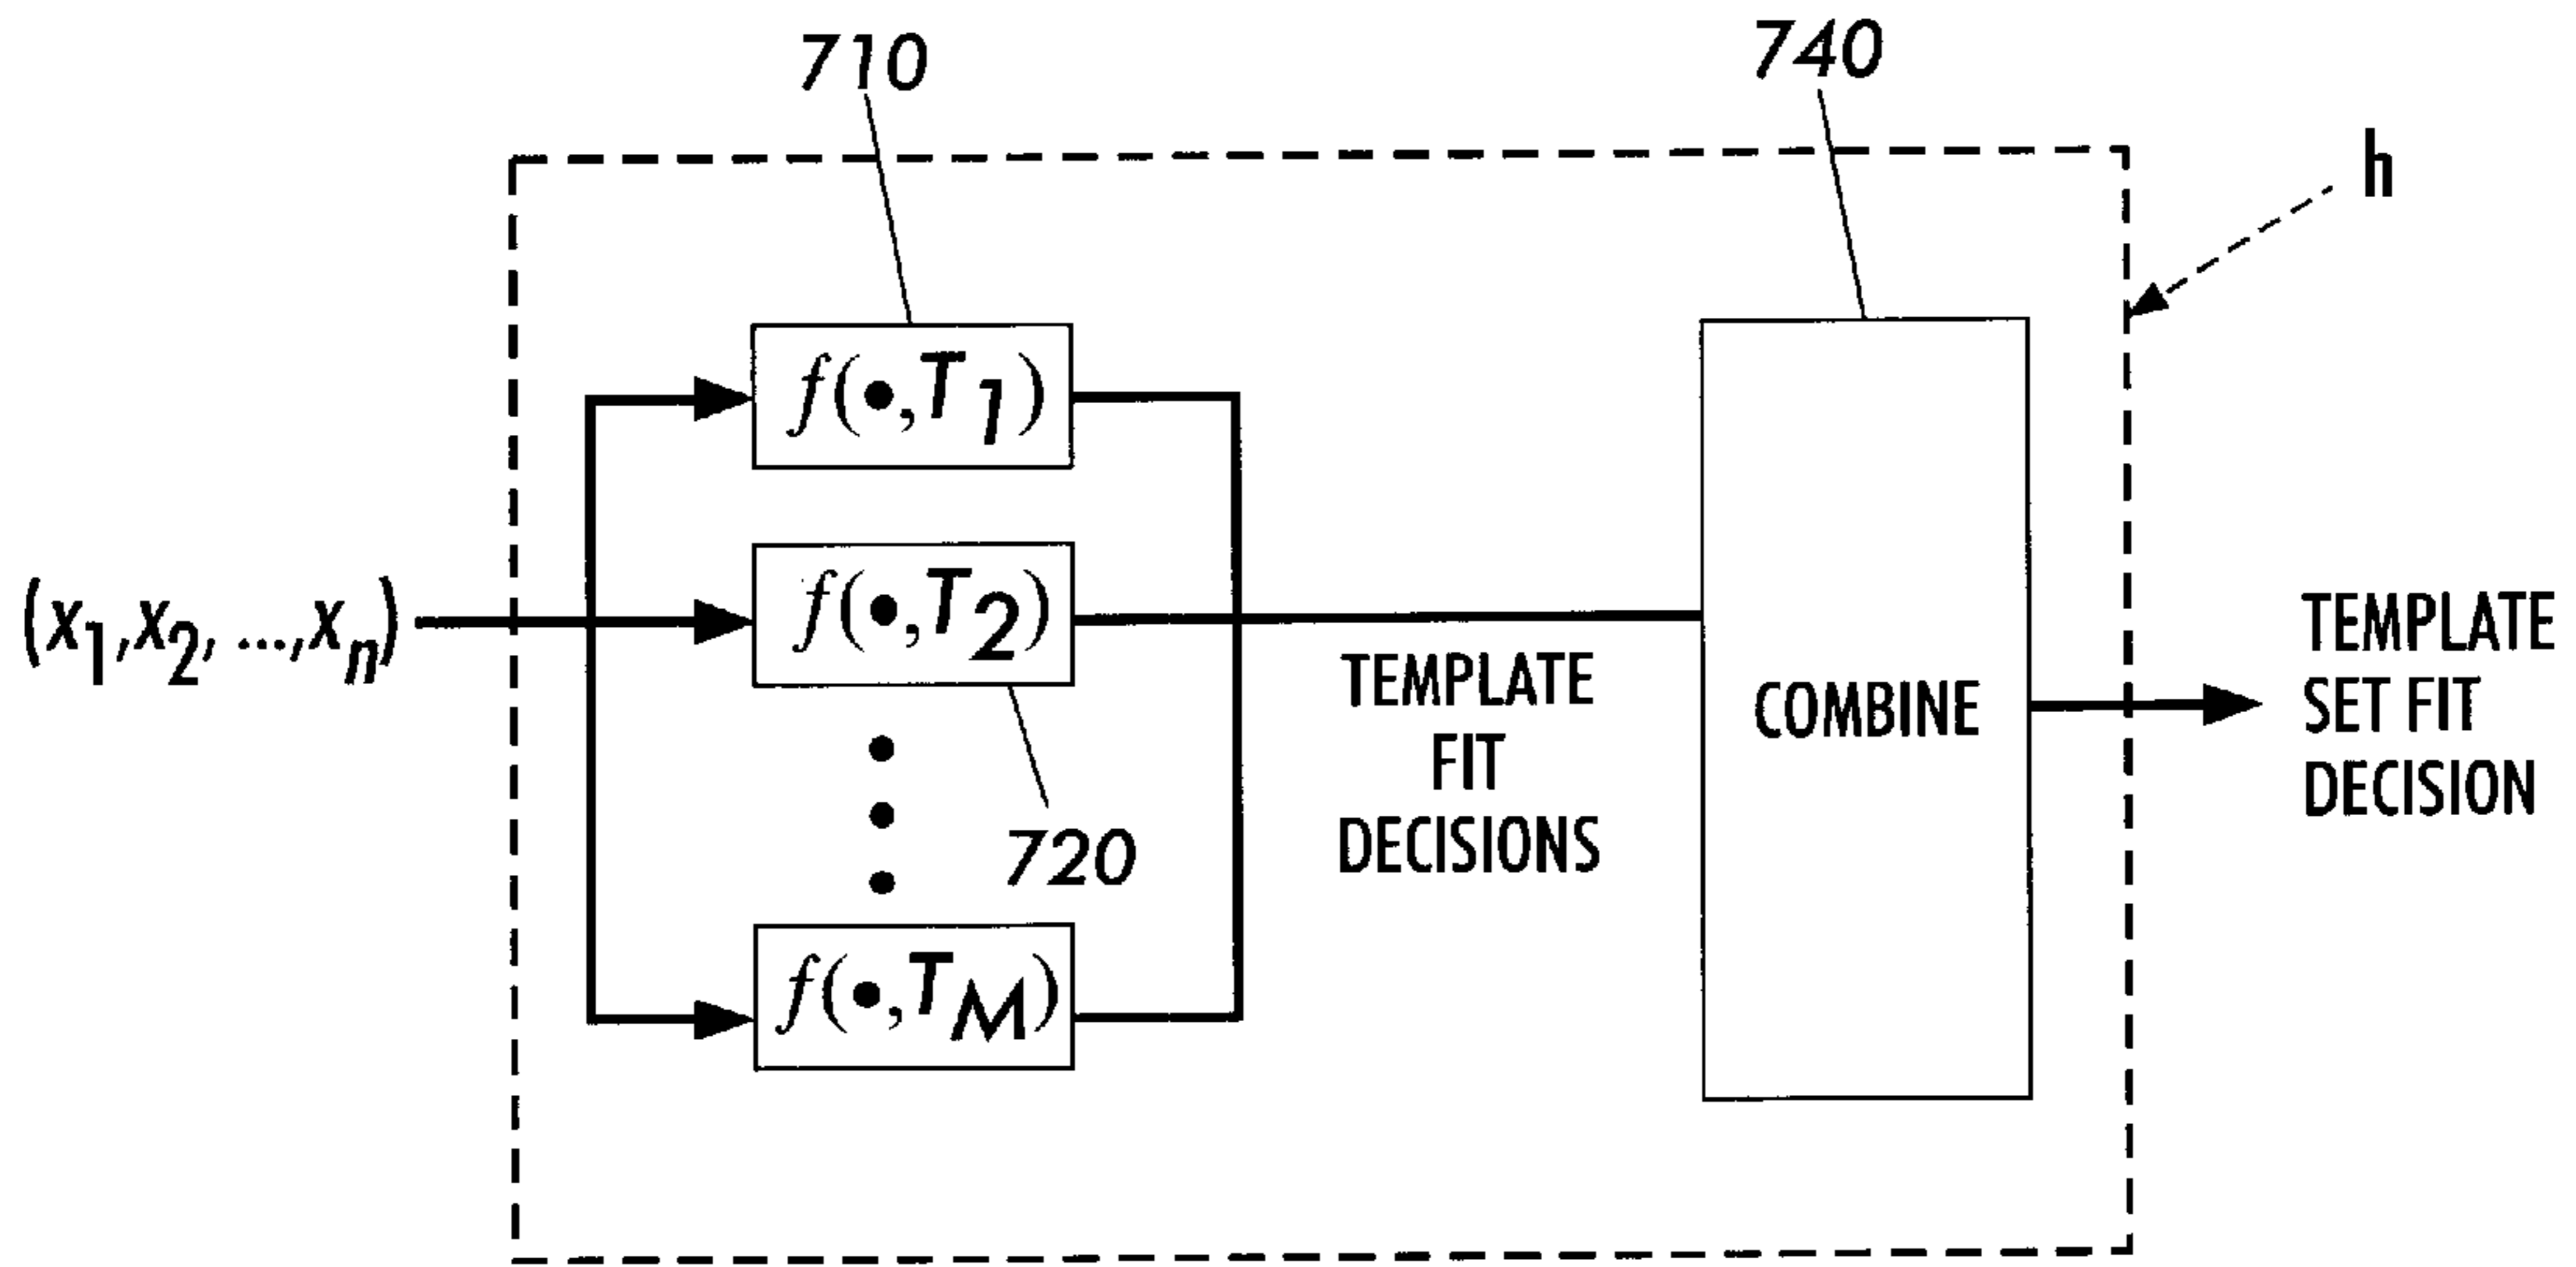 710
740
h
f(•,T1)
(x1,x2, ...,xn)
f(•,T2)
720
f(•,TM)
TEMPLATE
FIT
DECISIONS
COMBINE
TEMPLATE
SET FIT
DECISION